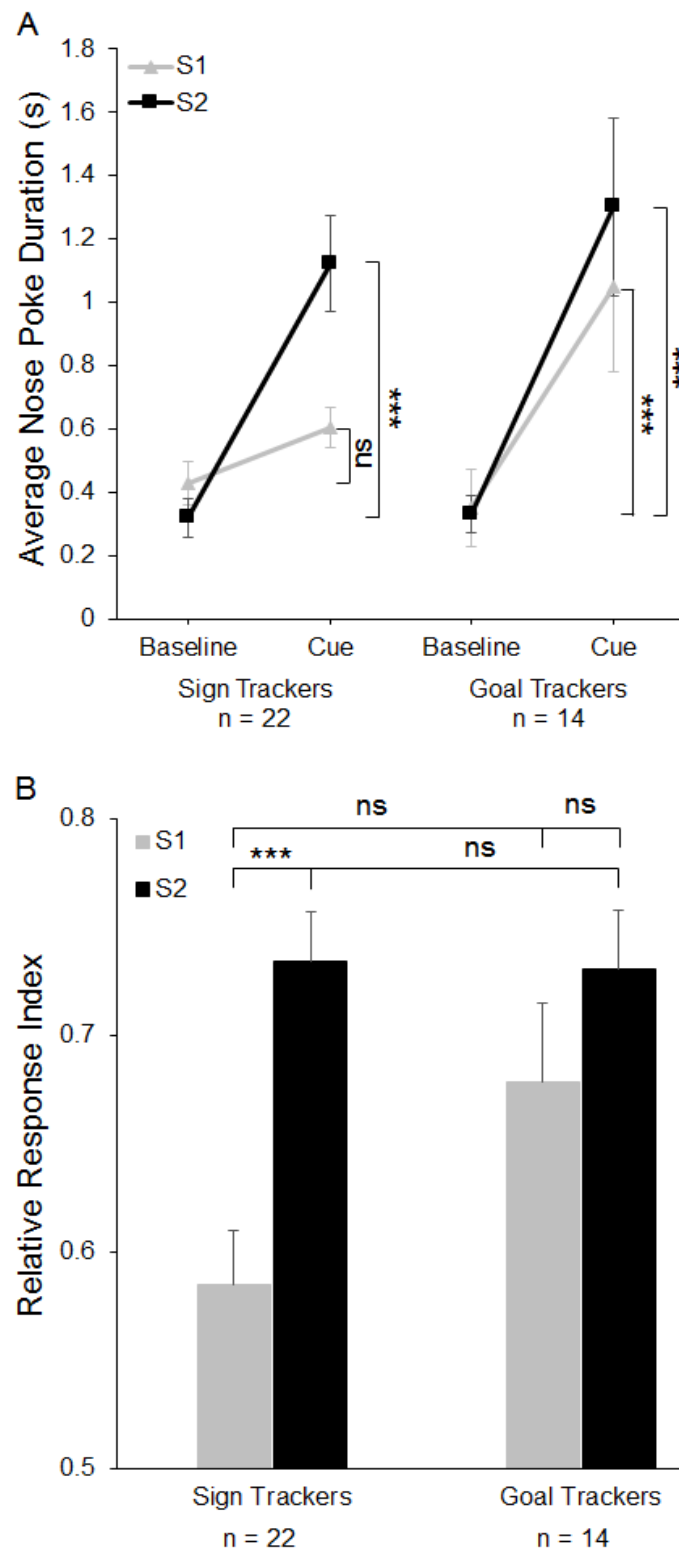 A
Average Nose Poke Duration (s)
1.8
1.6
1.4
1.2
1
0.8
0.6
0.4
0.2
0
S1
S2
ns
***
***
***
Baseline Cue Baseline Cue
Sign Trackers Goal Trackers
n = 22 n = 14
B
Relative Response Index
0.8
0.7
0.6
0.5
S1
S2
ns ns
*** ns
Sign Trackers Goal Trackers
n = 22 n = 14